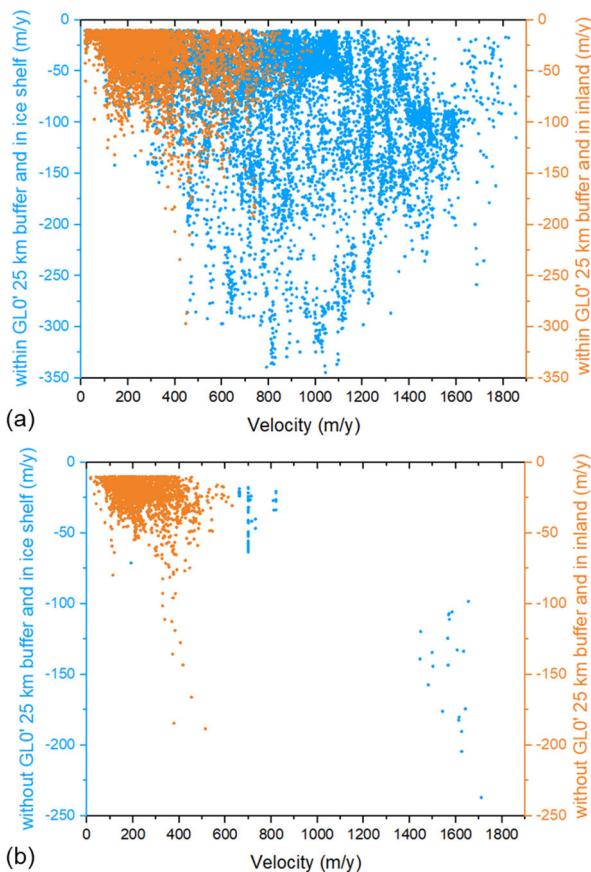 within GL0' 25 km buffer and in ice shelf (m/y)
0
-50
-100
-150
-200
-250
-300
-350
0
-50
-100
-150
-200
-250
-300
-350
within GL0' 25 km buffer and in inland (m/y)
0 200 400 600 800 1000 1200 1400 1600 1800
(a)
Velocity (m/y)
without GL0' 25 km buffer and in ice shelf (m/y)
0
-50
-100
-150
-200
-250
0
-50
-100
-150
-200
-250
without GL0' 25 km buffer and in inland (m/y)
0 200 400 600 800 1000 1200 1400 1600 1800
(b)
Velocity (m/y)